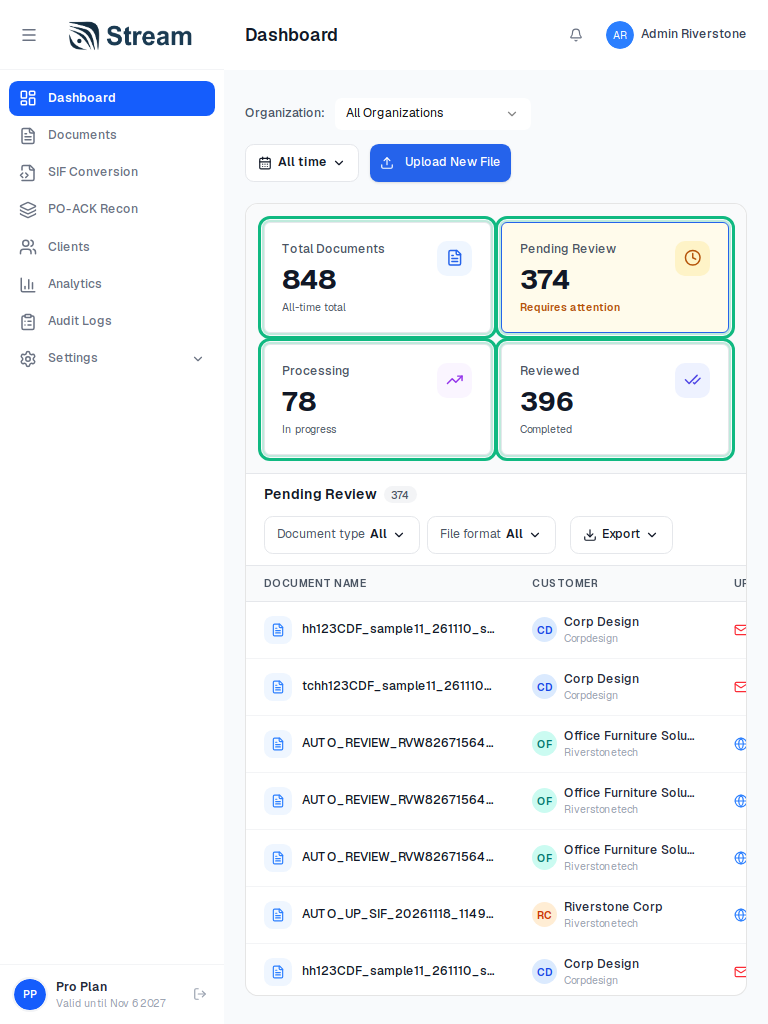 Stream
Dashboard
AR
Admin Riverstone
Dashboard
Documents
SIF Conversion
PO-ACK Recon
Clients
Analytics
Audit Logs
Settings
Organization:
All Organizations
All time
Upload New File
Total Documents
848
All-time total
Pending Review
374
Requires attention
Processing
78
In progress
Reviewed
396
Completed
Pending Review 374
Document type All
File format All
Export
DOCUMENT NAME
CUSTOMER
UP
hh123CDF_sample11_261110_s...
CD
Corp Design
Corpdesign
tchh123CDF_sample11_261110...
CD
Corp Design
Corpdesign
AUTO_REVIEW_RVW82671564...
OF
Office Furniture Solu...
Riverstonetech
AUTO_REVIEW_RVW82671564...
OF
Office Furniture Solu...
Riverstonetech
AUTO_REVIEW_RVW82671564...
OF
Office Furniture Solu...
Riverstonetech
AUTO_UP_SIF_20261118_1149...
RC
Riverstone Corp
Riverstonetech
hh123CDF_sample11_261110_s...
CD
Corp Design
Corpdesign
PP
Pro Plan
Valid until Nov 6 2027